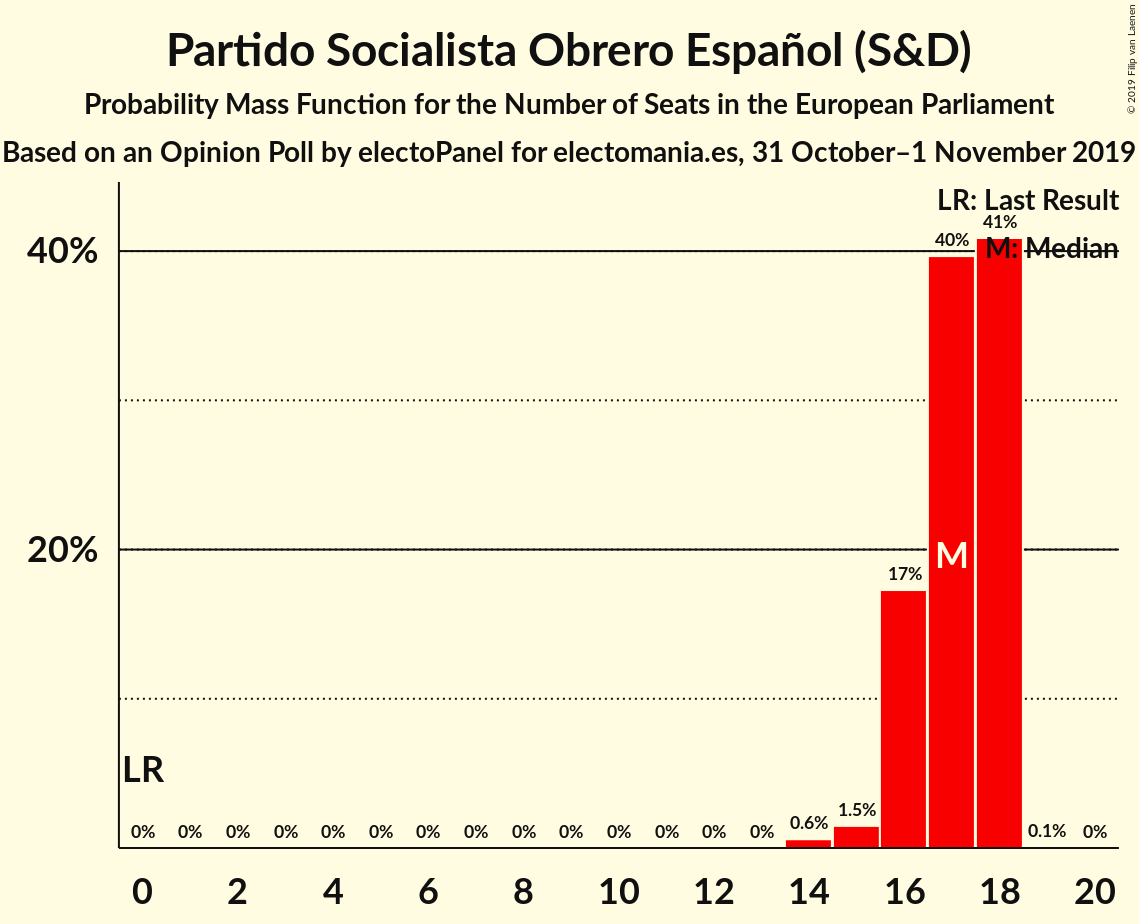 Partido Socialista Obrero Español (S&D)
Probability Mass Function for the Number of Seats in the European Parliament
Based on an Opinion Poll by electoPanel for electomania.es, 31 October–1 November 2019
© 2019 Filip van Laenen
LR: Last Result
M: Median
40%
20%
LR
M
0% 0% 0% 0% 0% 0% 0% 0% 0% 0% 0% 0% 0% 0% 0.6% 1.5% 17% 40% 41% 0.1% 0%
0 2 4 6 8 10 12 14 16 18 20